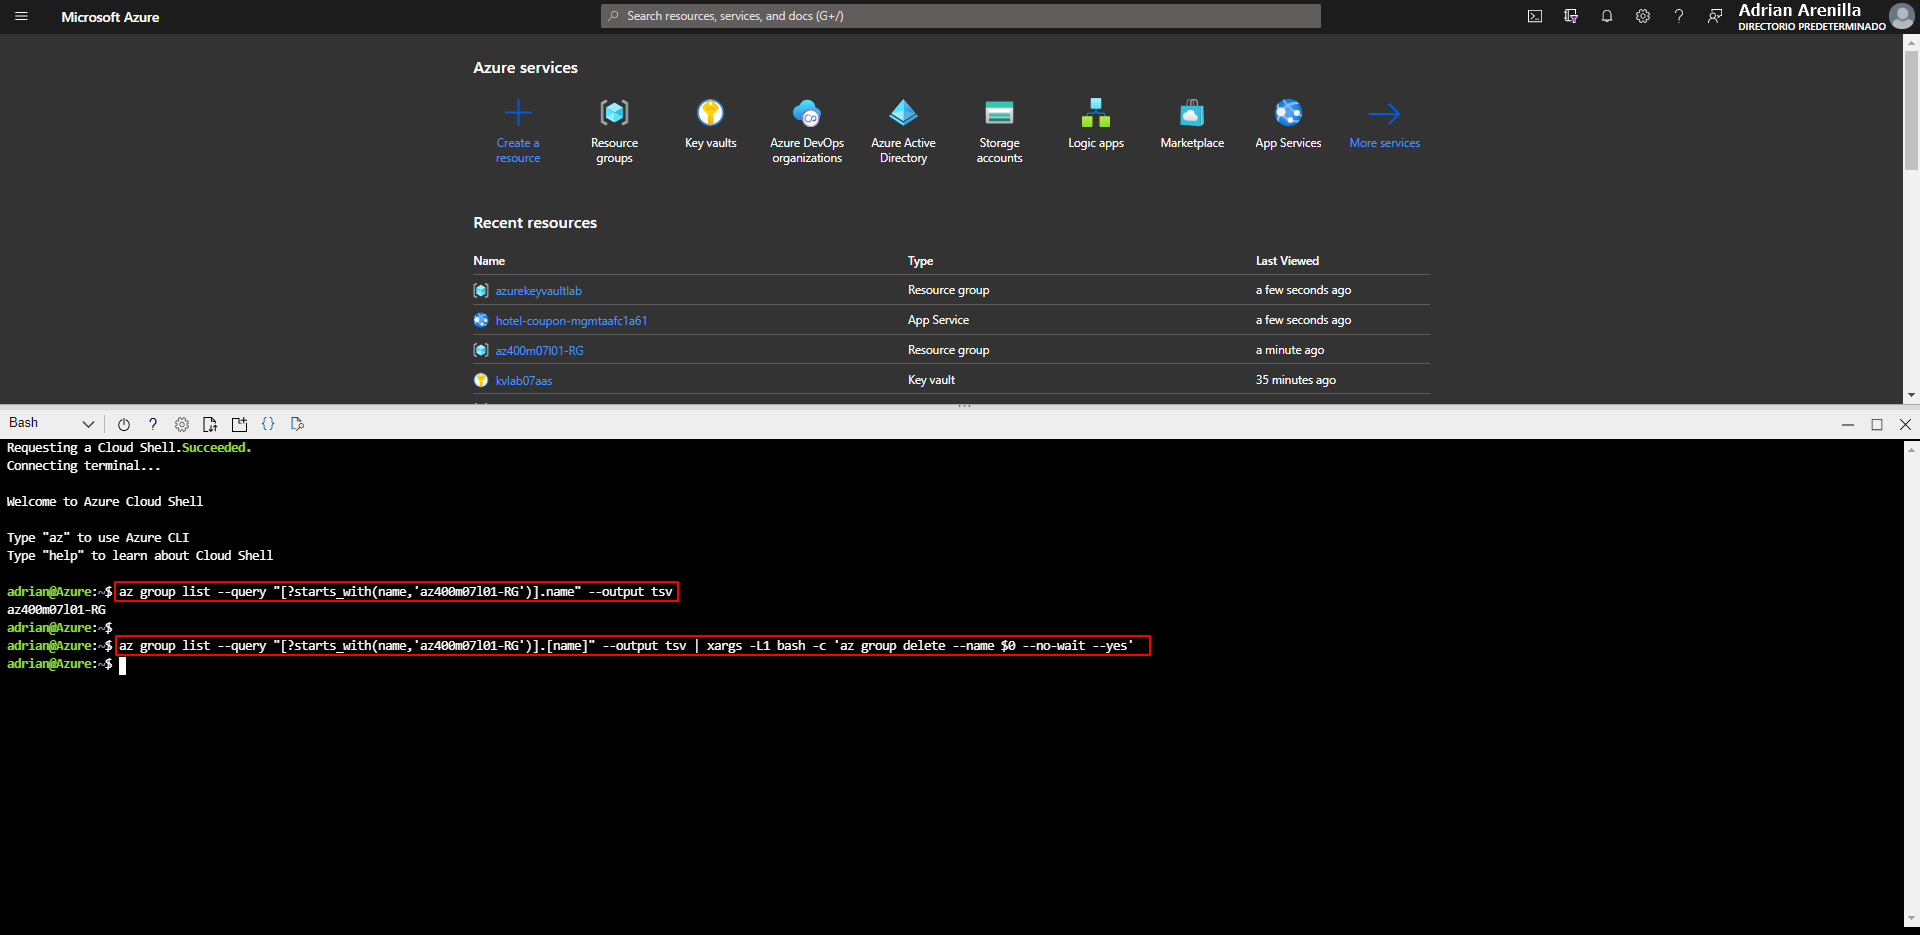 Microsoft Azure
Search resources, services, and docs (G+/)
Adrian Arenilla
DIRECTORIO PREDETERMINADO
Azure services
Create a resource
Resource groups
Key vaults
Azure DevOps organizations
Azure Active Directory
Storage accounts
Logic apps
Marketplace
App Services
More services
Recent resources
Name Type Last Viewed
azurekeyvaultlab Resource group a few seconds ago
hotel-coupon-mgmtaafc1a61 App Service a few seconds ago
az400m07l01-RG Resource group a minute ago
kvlab07aas Key vault 35 minutes ago
Bash
Requesting a Cloud Shell.Succeeded.
Connecting terminal...
Welcome to Azure Cloud Shell
Type "az" to use Azure CLI
Type "help" to learn about Cloud Shell
adrian@Azure:~$ az group list --query "[?starts_with(name,'az400m07l01-RG')].name" --output tsv
az400m07l01-RG
adrian@Azure:~$
adrian@Azure:~$ az group list --query "[?starts_with(name,'az400m07l01-RG')].[name]" --output tsv | xargs -L1 bash -c 'az group delete --name $0 --no-wait --yes'
adrian@Azure:~$